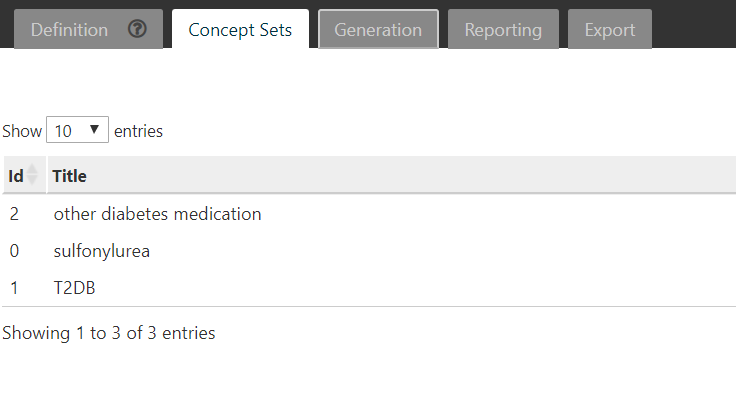 Definition Concept Sets Generation Reporting Export
Show 10 entries
Id Title
2 other diabetes medication
0 sulfonylurea
1 T2DB
Showing 1 to 3 of 3 entries